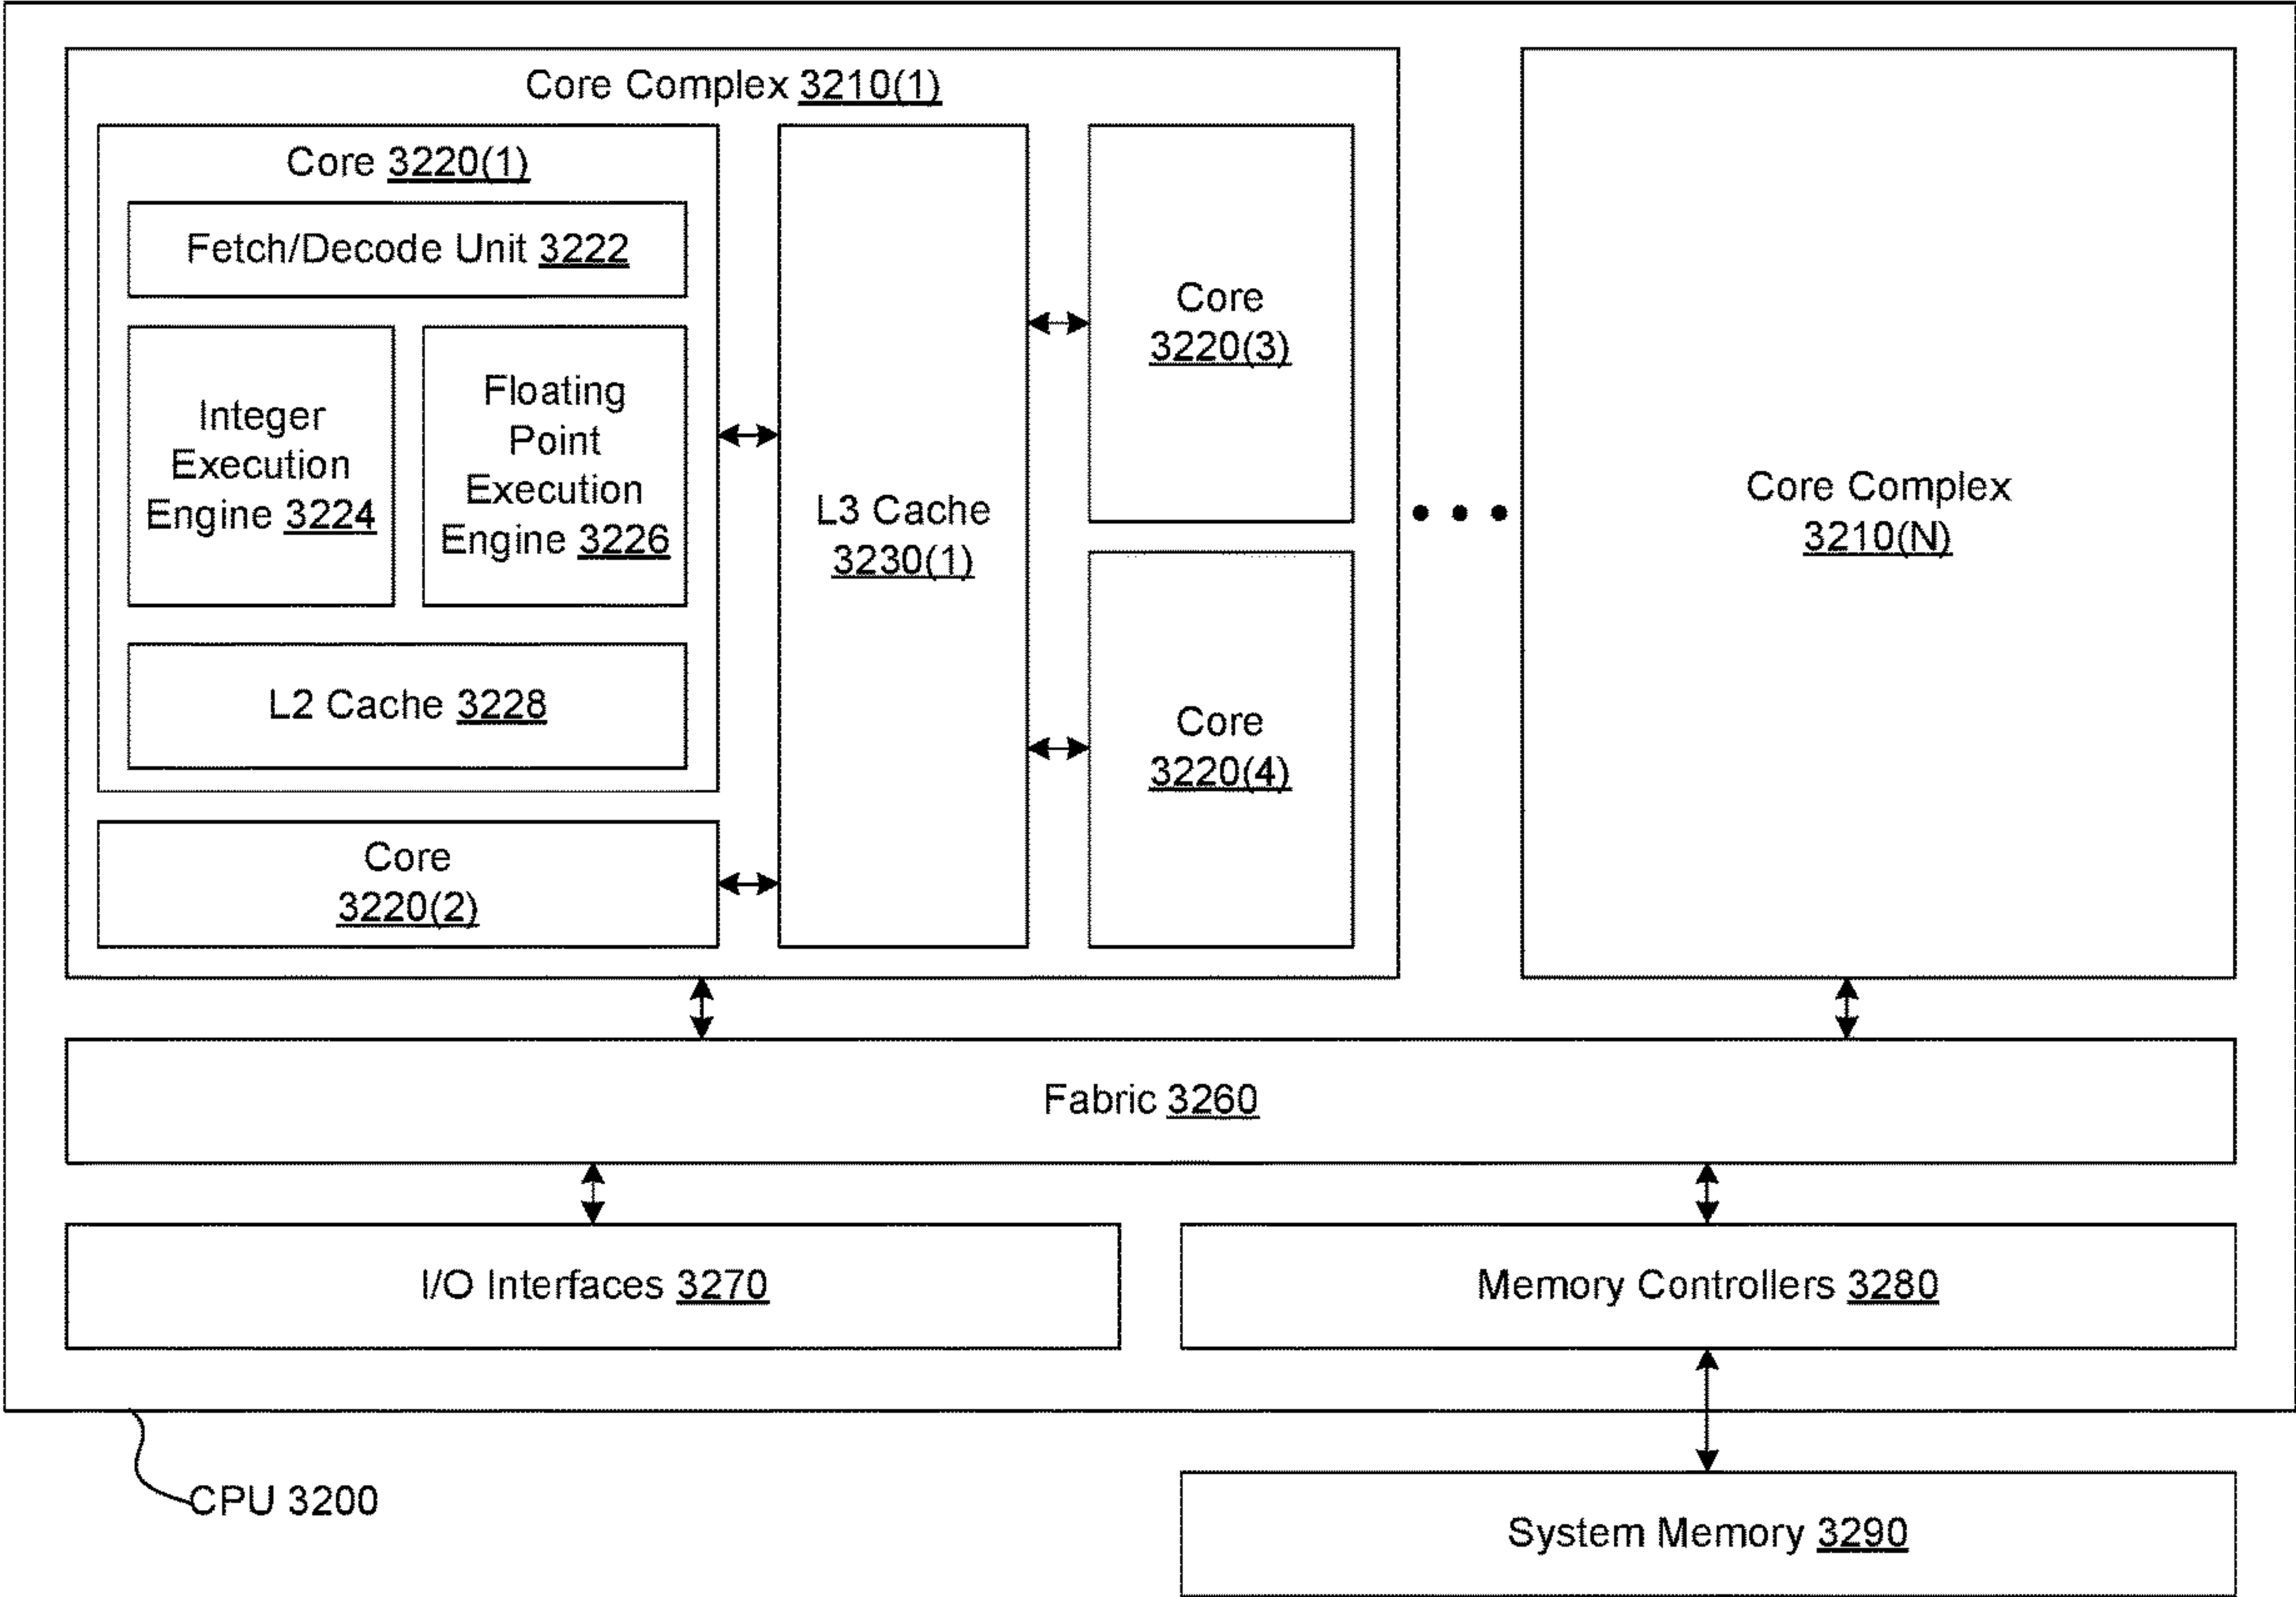 Core Complex 3210(1)
Core 3220(1)
Fetch/Decode Unit 3222
Integer
Execution
Engine 3224
Floating
Point
Execution
Engine 3226
L2 Cache 3228
Core
3220(2)
L3 Cache
3230(1)
Core
3220(3)
Core
3220(4)
Core Complex
3210(N)
Fabric 3260
I/O Interfaces 3270
Memory Controllers 3280
CPU 3200
System Memory 3290